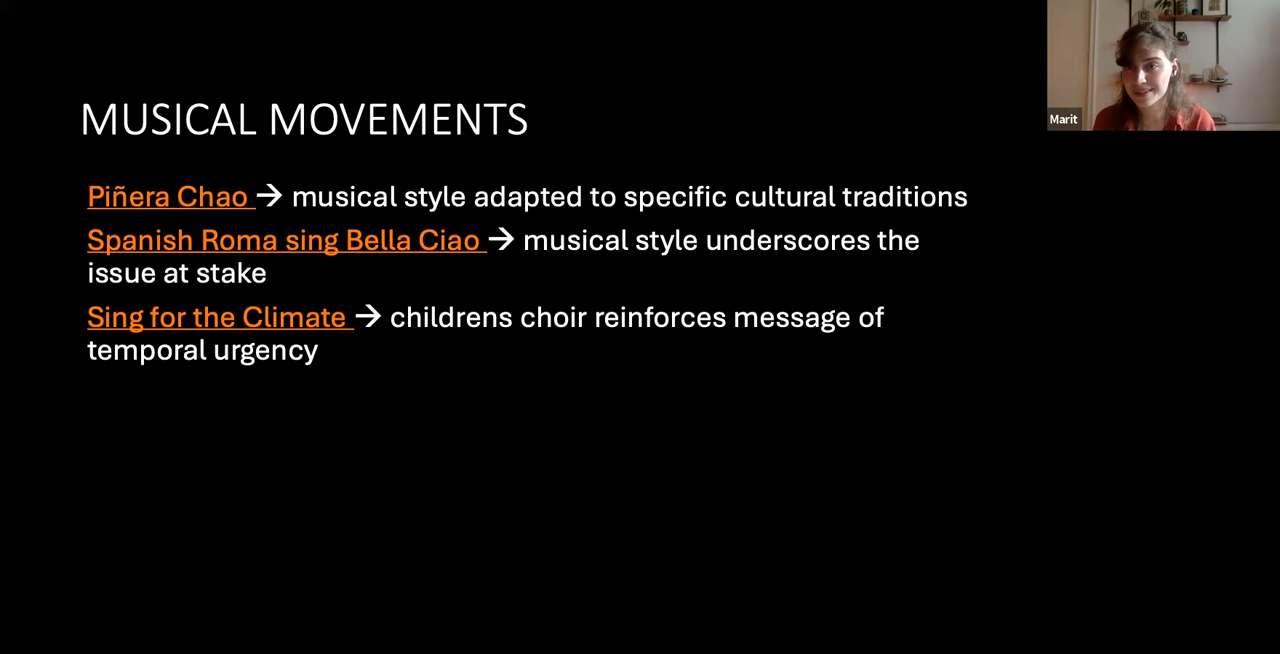 Marit
MUSICAL MOVEMENTS
Piñera Chao → musical style adapted to specific cultural traditions
Spanish Roma sing Bella Ciao → musical style underscores the
issue at stake
Sing for the Climate → childrens choir reinforces message of
temporal urgency